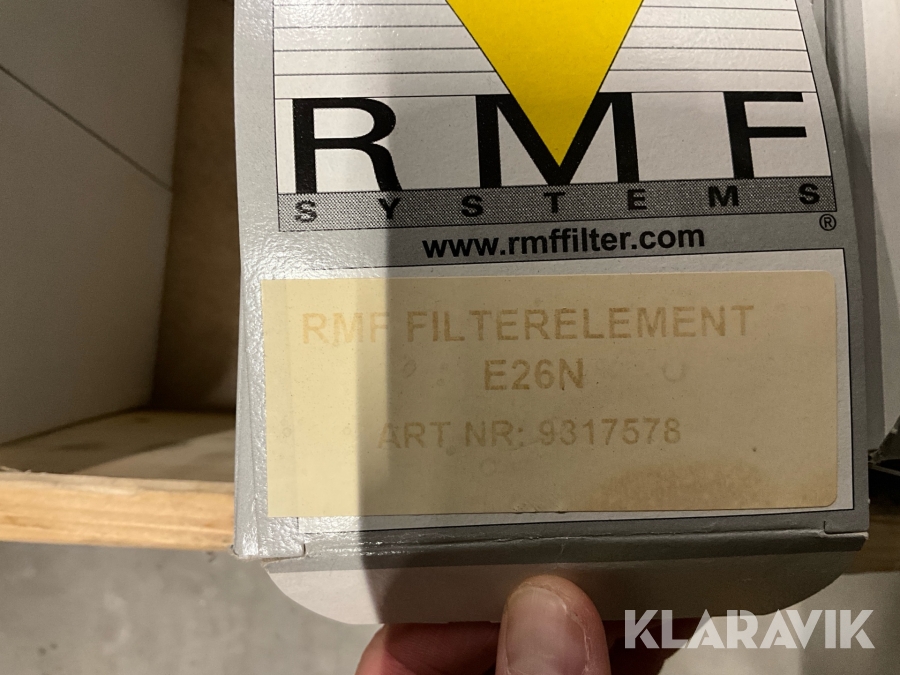 RMF
SYSTEMS
®
www.rmffilter.com
RMF FILTERELEMENT
E26N
ART NR: 9317578
KLARAVIK